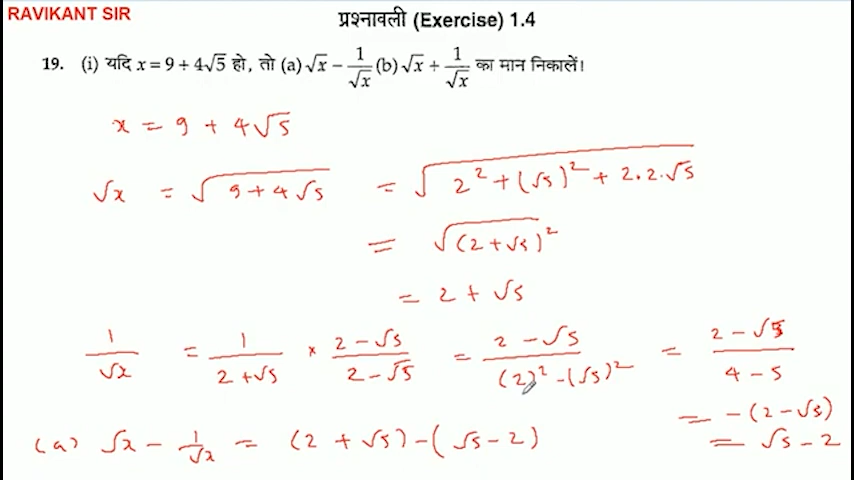 RAVIKANT SIR
प्रश्नावली (Exercise) 1.4
19. (i) यदि x = 9 + 4√5 हो, तो (a) √x − 1/√x (b) √x + 1/√x का मान निकालें।
x = 9 + 4√5
√x = √(9 + 4√5) = √(2² + (√5)² + 2.2.√5)
= √(2 + √5)²
= 2 + √5
1/√x = 1/(2 + √5) × (2 − √5)/(2 − √5) = (2 − √5)/((2)² − (√5)²) = (2 − √5)/(4 − 5)
= −(2 − √5)
= √5 − 2
(a) √x − 1/√x = (2 + √5) − (√5 − 2)